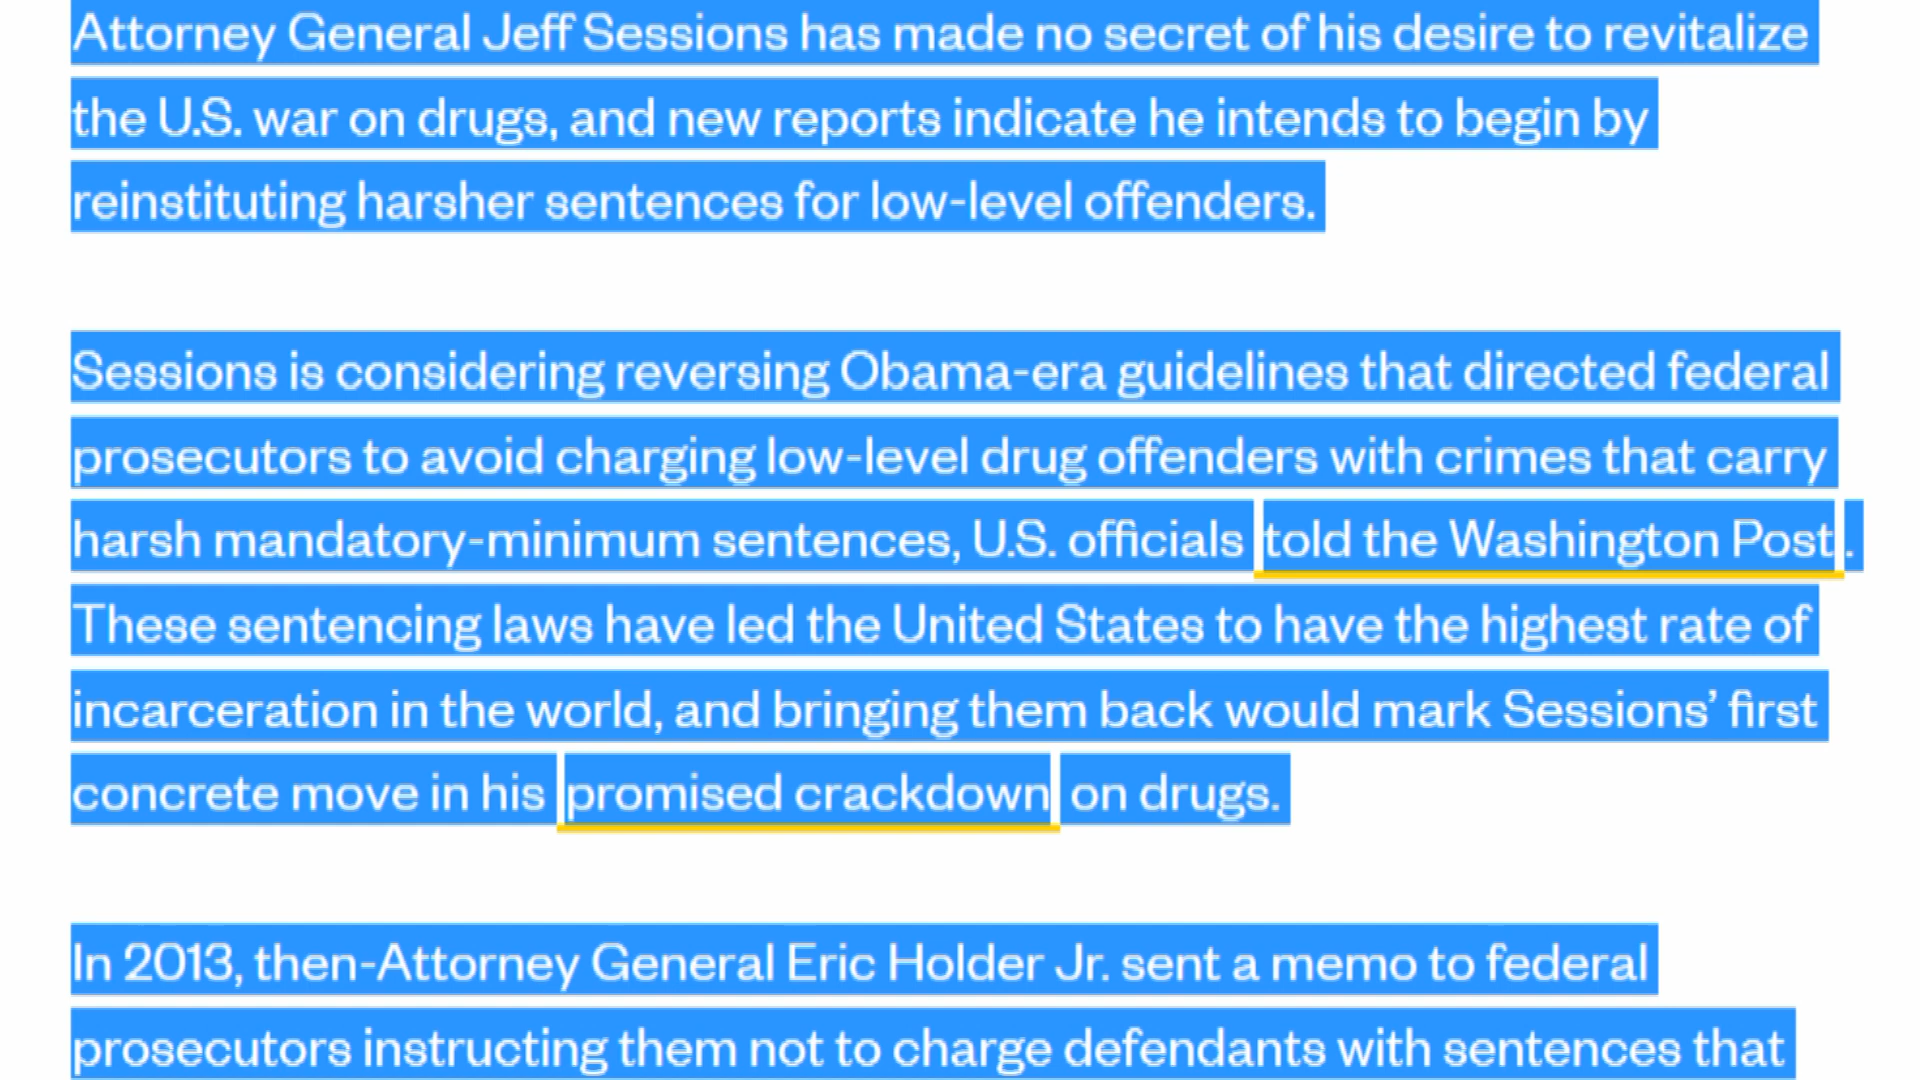 Attorney General Jeff Sessions has made no secret of his desire to revitalize
the U.S. war on drugs, and new reports indicate he intends to begin by
reinstituting harsher sentences for low-level offenders.
Sessions is considering reversing Obama-era guidelines that directed federal
prosecutors to avoid charging low-level drug offenders with crimes that carry
harsh mandatory-minimum sentences, U.S. officials told the Washington Post.
These sentencing laws have led the United States to have the highest rate of
incarceration in the world, and bringing them back would mark Sessions’ first
concrete move in his promised crackdown on drugs.
In 2013, then-Attorney General Eric Holder Jr. sent a memo to federal
prosecutors instructing them not to charge defendants with sentences that